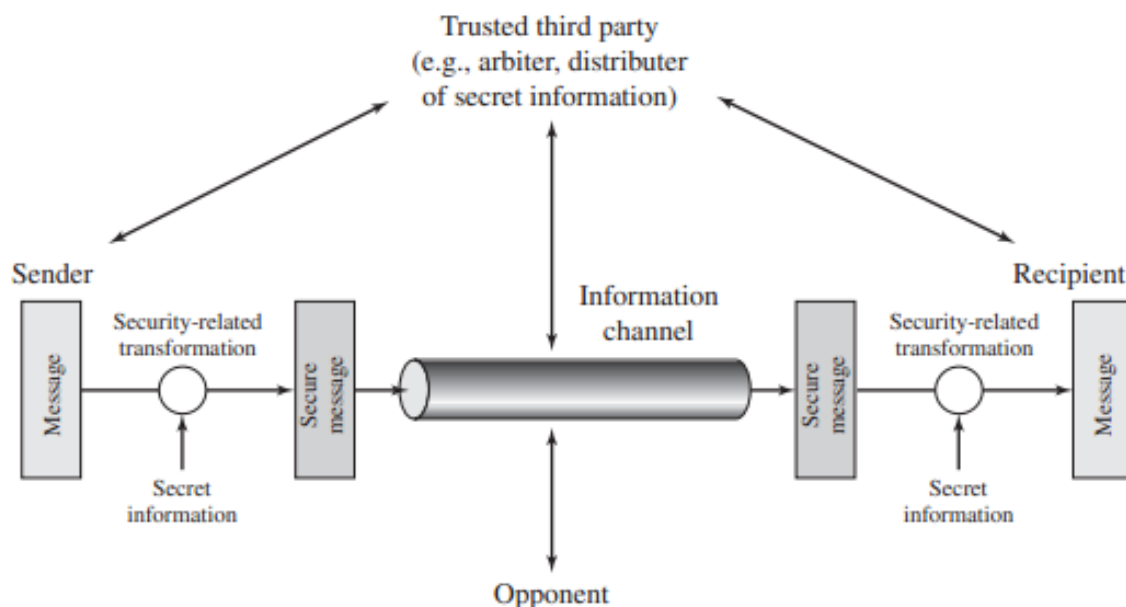 Trusted third party
(e.g., arbiter, distributer
of secret information)
Sender
Recipient
Information
channel
Security-related
transformation
Security-related
transformation
Message
Secure
message
Secure
message
Message
Secret
information
Secret
information
Opponent